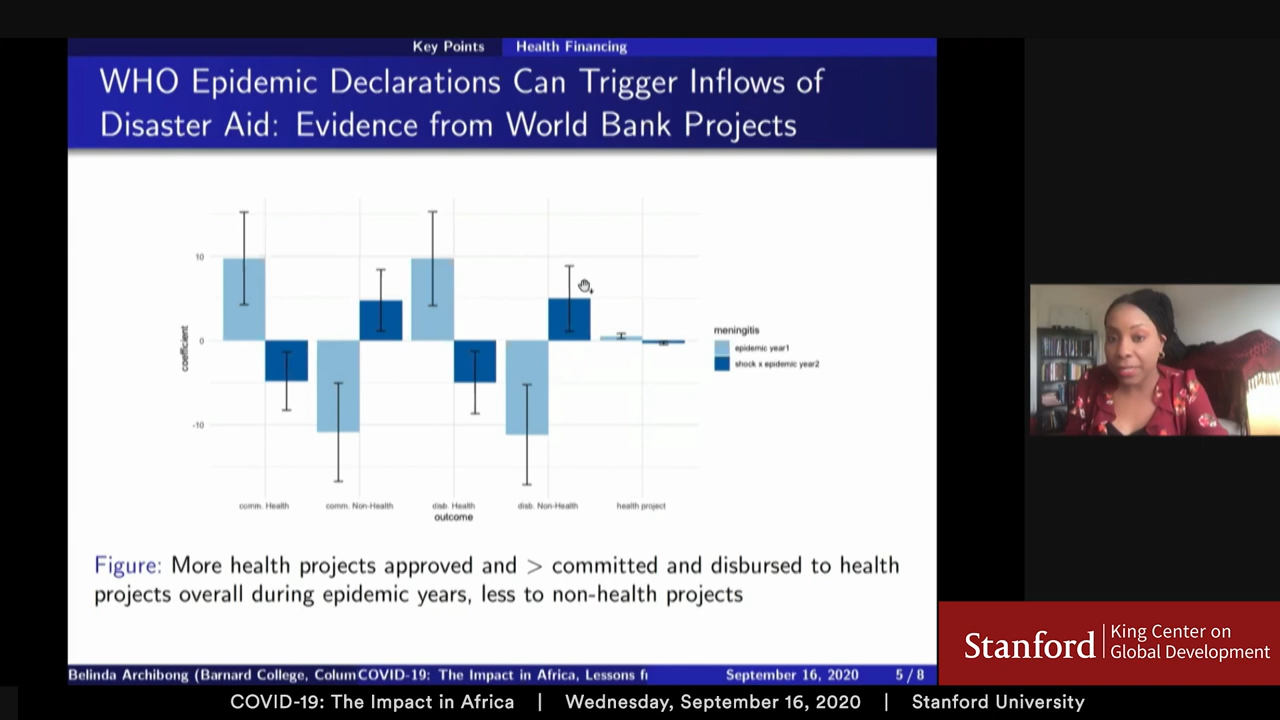 Key Points Health Financing
WHO Epidemic Declarations Can Trigger Inflows of
Disaster Aid: Evidence from World Bank Projects
10
0
-10
coefficient
comm. Health
comm. Non-Health
disb. Health
disb. Non-Health
health project
outcome
meningitis
epidemic year1
shock x epidemic year2
Figure: More health projects approved and > committed and disbursed to health
projects overall during epidemic years, less to non-health projects
Belinda Archibong (Barnard College, Colum COVID-19: The Impact in Africa, Lessons fr September 16, 2020 5 / 8
Stanford | King Center on
Global Development
COVID-19: The Impact in Africa | Wednesday, September 16, 2020 | Stanford University